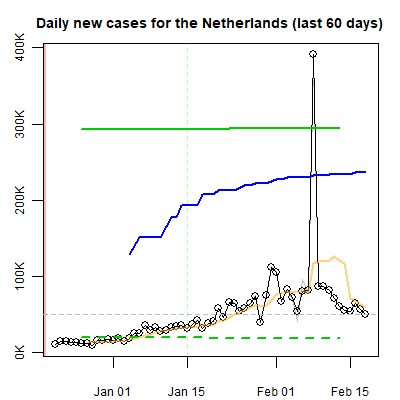 Daily new cases for the Netherlands (last 60 days)
400K
300K
200K
100K
0K
Jan 01 Jan 15 Feb 01 Feb 15